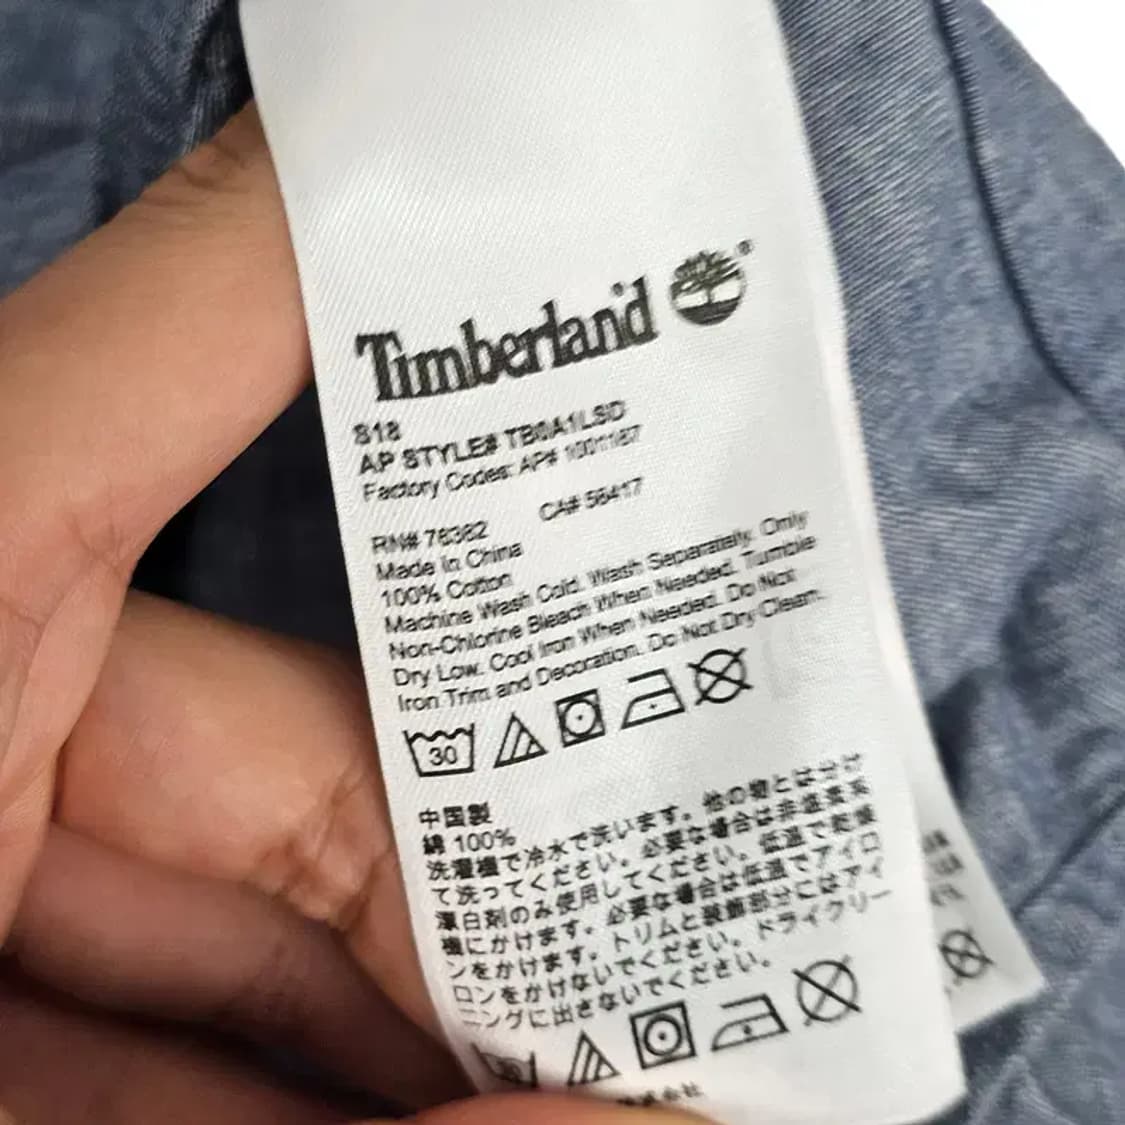 Timberland
S18
AP STYLE# TB0A1LSD
Factory Codes: AP# 1001187
RN# 76382 CA# 56417
Made in China
100% Cotton
Machine Wash Cold. Wash Separately. Only
Non-Chlorine Bleach When Needed. Tumble
Dry Low. Cool Iron When Needed. Do Not
Iron Trim and Decoration. Do Not Dry Clean.
30
中国製
綿 100%
洗濯機で冷水で洗います。他の物とは分け
て洗ってください。必要な場合は非塩素系
漂白剤のみ使用してください。低温で乾燥
機にかけます。必要な場合は低温でアイロ
ンをかけます。トリムと装飾部分にはアイ
ロンをかけないでください。ドライクリー
ニングに出さないでください。
30
株式会社